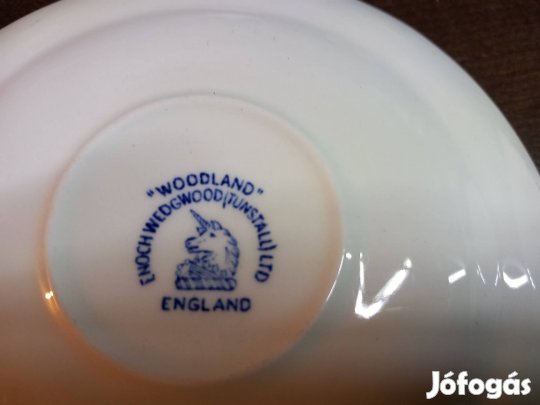 "WOODLAND"
ENOCH WEDGWOOD (TUNSTALL) LTD
ENGLAND
Jófogás